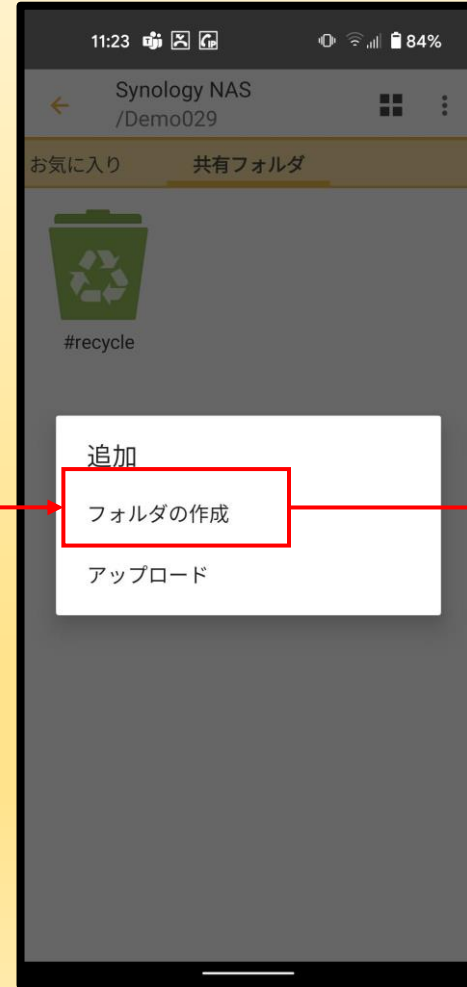 11:23 84%
Synology NAS
/Demo029
お気に入り 共有フォルダ
#recycle
追加
フォルダの作成
アップロード